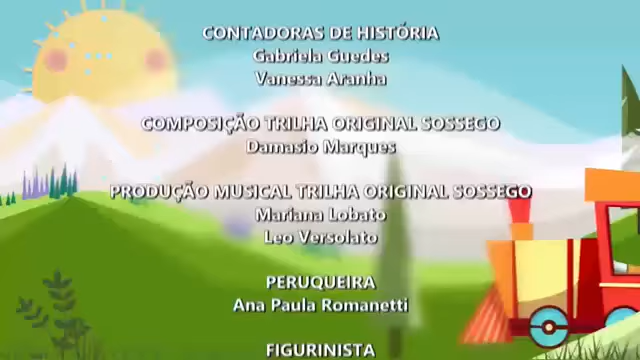 CONTADORAS DE HISTÓRIA
Gabriela Guedes
Vanessa Aranha
COMPOSIÇÃO TRILHA ORIGINAL SOSSEGO
Damasio Marques
PRODUÇÃO MUSICAL TRILHA ORIGINAL SOSSEGO
Mariana Lobato
Leo Versolato
PERUQUEIRA
Ana Paula Romanetti
FIGURINISTA